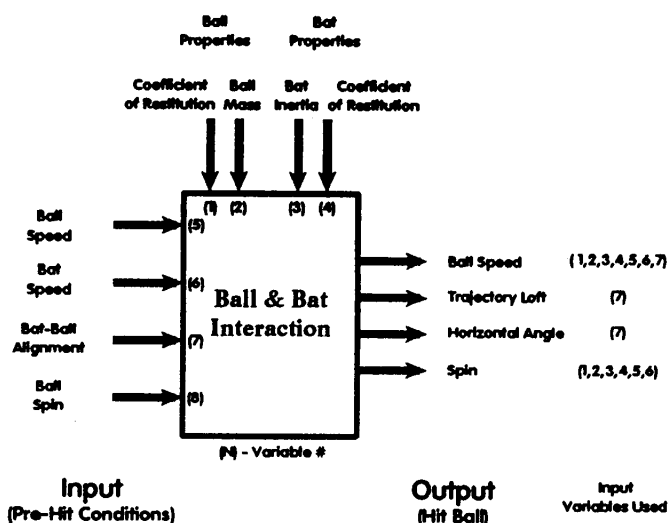 Ball Properties
Bat Properties
Coefficient of Restitution
Ball Mass
Bat Inertia
Coefficient of Restitution
(1) (2) (3) (4)
Ball Speed
(5)
Bat Speed
(6)
Bat-Ball Alignment
(7)
Ball Spin
(8)
Ball & Bat
Interaction
Ball Speed (1,2,3,4,5,6,7)
Trajectory Loft (7)
Horizontal Angle (7)
Spin (1,2,3,4,5,6)
(N) - Variable #
Input
(Pre-Hit Conditions)
Output
(Hit Ball)
Input
Variables Used